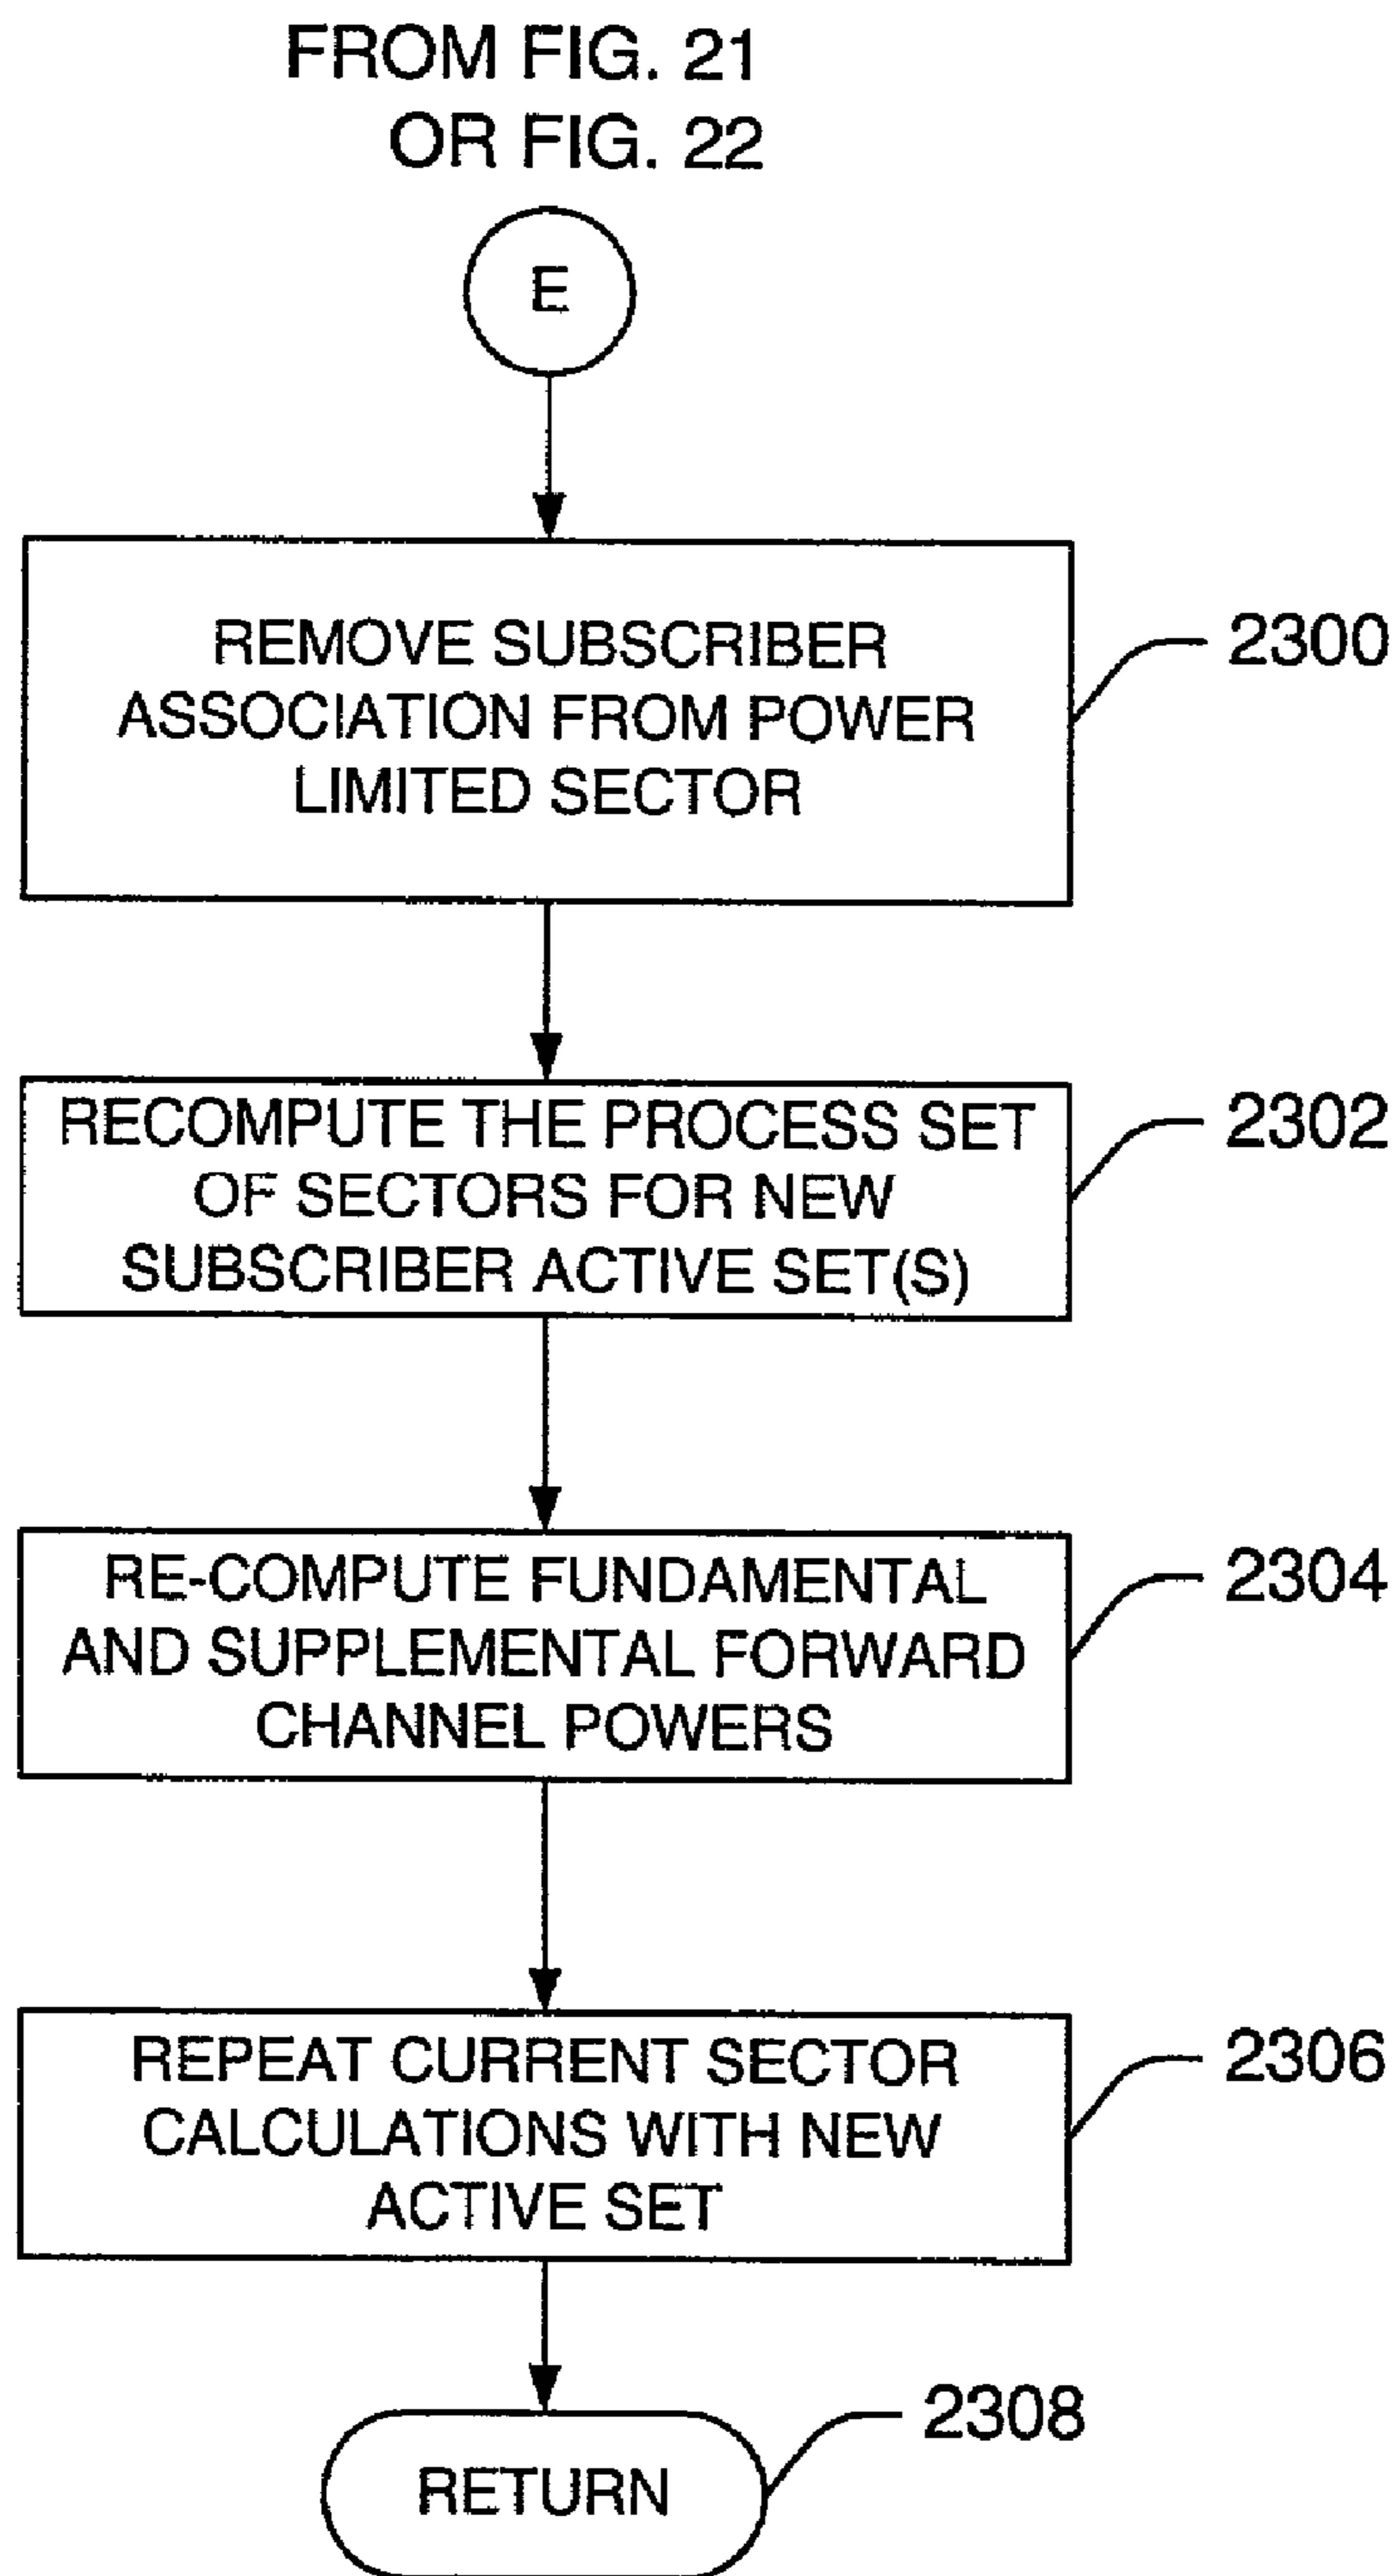 FROM FIG. 21
OR FIG. 22
E
REMOVE SUBSCRIBER
ASSOCIATION FROM POWER
LIMITED SECTOR
2300
RECOMPUTE THE PROCESS SET
OF SECTORS FOR NEW
SUBSCRIBER ACTIVE SET(S)
2302
RE-COMPUTE FUNDAMENTAL
AND SUPPLEMENTAL FORWARD
CHANNEL POWERS
2304
REPEAT CURRENT SECTOR
CALCULATIONS WITH NEW
ACTIVE SET
2306
RETURN
2308